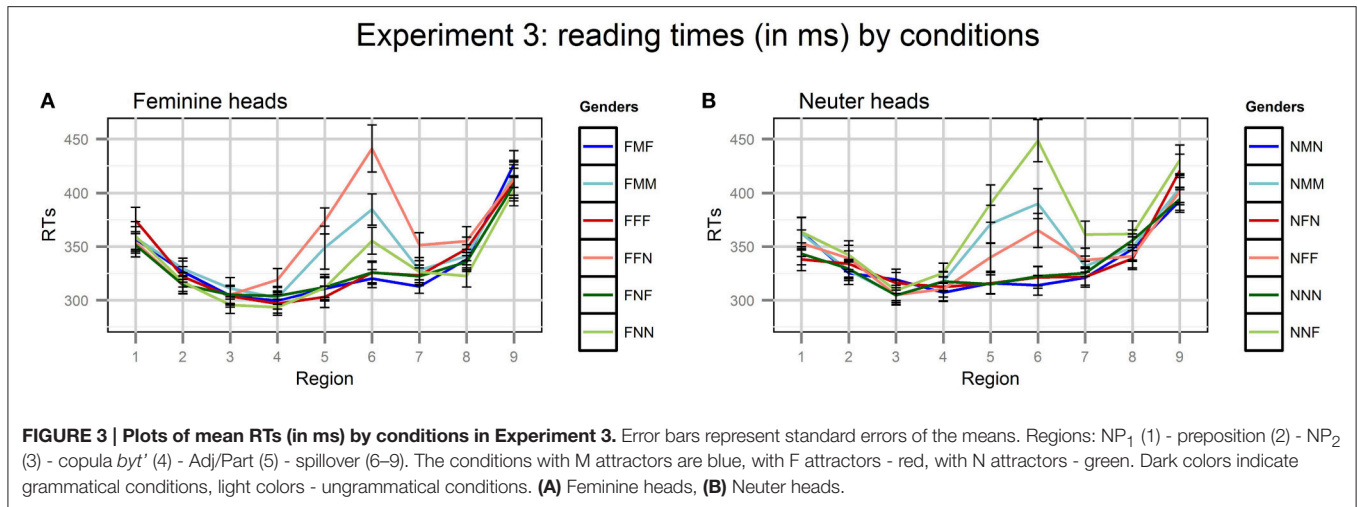 Experiment 3: reading times (in ms) by conditions
A Feminine heads
Genders
450
400
350
300
RTs
1 2 3 4 5 6 7 8 9
Region
FMF
FMM
FFF
FFN
FNF
FNN
B Neuter heads
Genders
450
400
350
300
RTs
1 2 3 4 5 6 7 8 9
Region
NMN
NMM
NFN
NFF
NNN
NNF
FIGURE 3 | Plots of mean RTs (in ms) by conditions in Experiment 3. Error bars represent standard errors of the means. Regions: NP₁ (1) - preposition (2) - NP₂
(3) - copula byt' (4) - Adj/Part (5) - spillover (6–9). The conditions with M attractors are blue, with F attractors - red, with N attractors - green. Dark colors indicate
grammatical conditions, light colors - ungrammatical conditions. (A) Feminine heads, (B) Neuter heads.